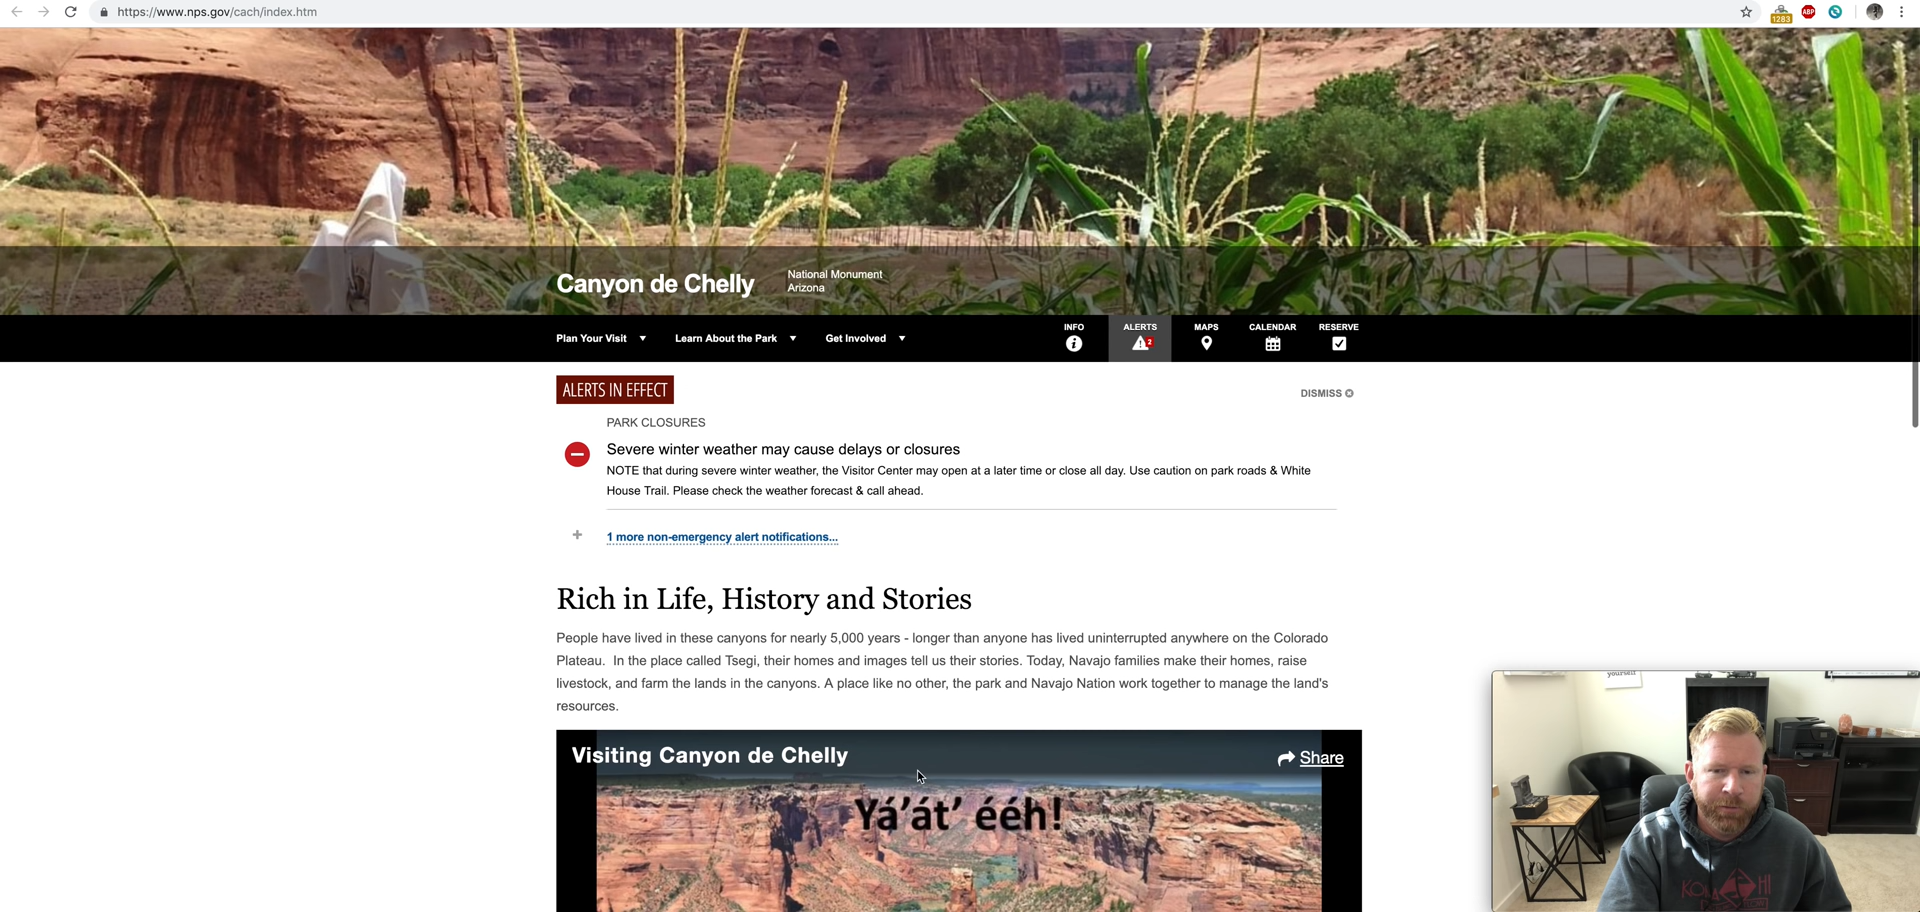 https://www.nps.gov/cach/index.htm
1283
ABP
Canyon de Chelly
National Monument
Arizona
Plan Your Visit
Learn About the Park
Get Involved
INFO
ALERTS
2
MAPS
CALENDAR
RESERVE
ALERTS IN EFFECT
DISMISS
PARK CLOSURES
Severe winter weather may cause delays or closures
NOTE that during severe winter weather, the Visitor Center may open at a later time or close all day. Use caution on park roads & White
House Trail. Please check the weather forecast & call ahead.
1 more non-emergency alert notifications...
Rich in Life, History and Stories
People have lived in these canyons for nearly 5,000 years - longer than anyone has lived uninterrupted anywhere on the Colorado
Plateau. In the place called Tsegi, their homes and images tell us their stories. Today, Navajo families make their homes, raise
livestock, and farm the lands in the canyons. A place like no other, the park and Navajo Nation work together to manage the land's
resources.
Visiting Canyon de Chelly
Share
Yá'át' ééh!
yourself